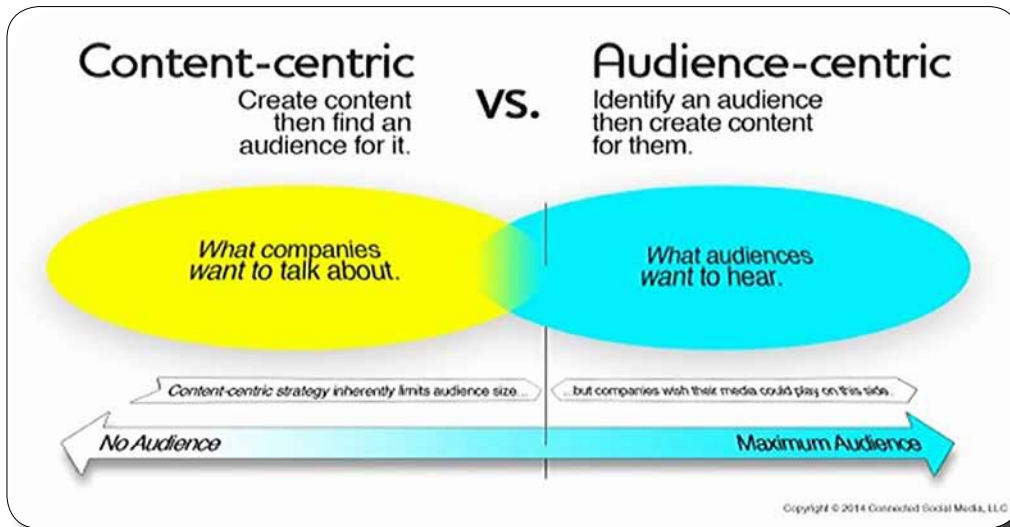 Content-centric
Create content
then find an
audience for it.
VS.
Audience-centric
Identify an audience
then create content
for them.
What companies
want to talk about.
What audiences
want to hear.
Content-centric strategy inherently limits audience size...
...but companies wish their media could play on this side.
No Audience
Maximum Audience
Copyright © 2014 Connected Social Media, LLC